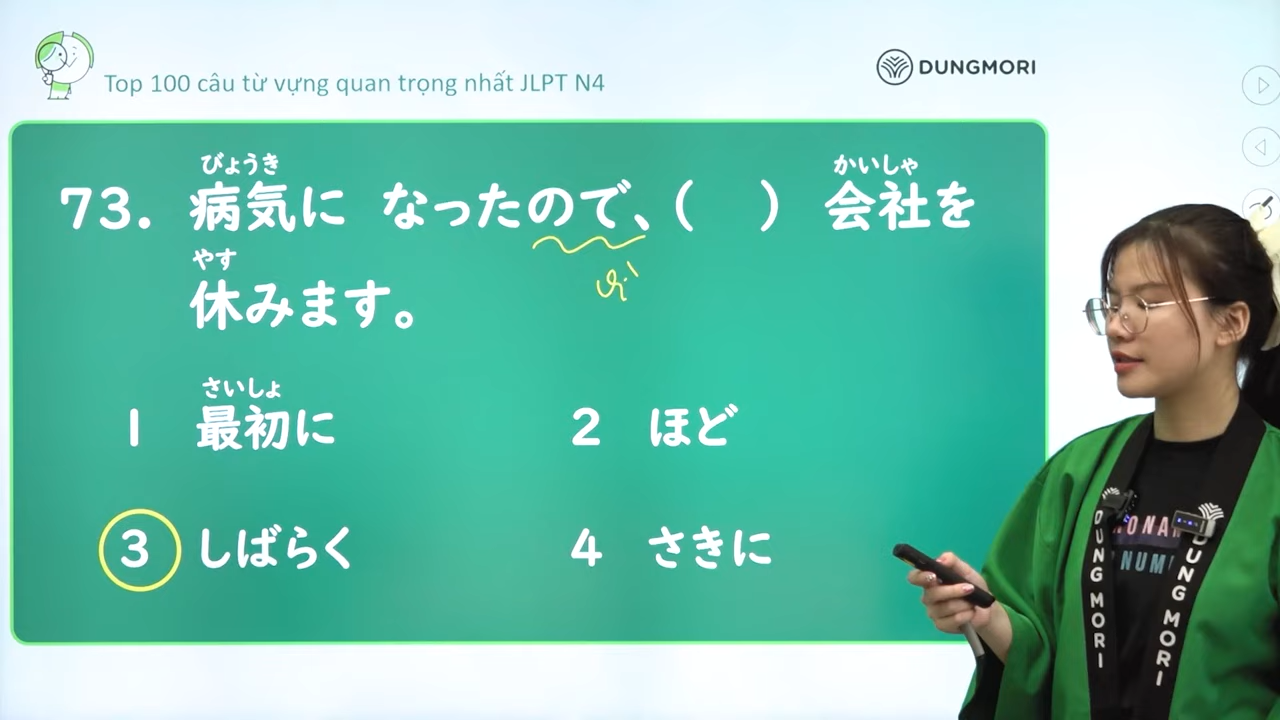 Top 100 câu từ vựng quan trọng nhất JLPT N4
DUNGMORI
びょうき かいしゃ
73. 病気に なったので、( ) 会社を
やす
休みます。
vì
さいしょ
1 最初に 2 ほど
3 しばらく 4 さきに
DUNG MORI
DUNG MORI